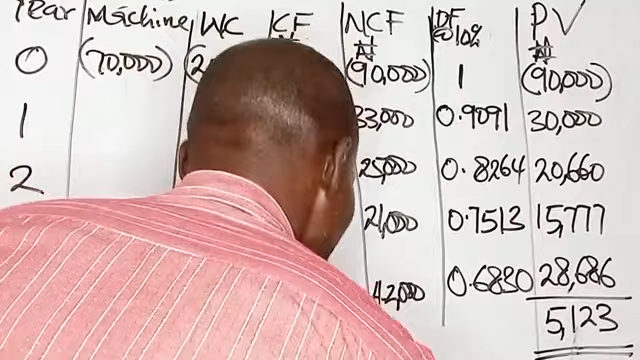 Year Machine WC CF NCF DF PV
₦ @10% ₦
0 (70,000) (2 (90,000) 1 (90,000)
1 33,000 0.9091 30,000
2 25,000 0.8264 20,660
21,000 0.7513 15,777
42,000 0.6830 28,686
5,123